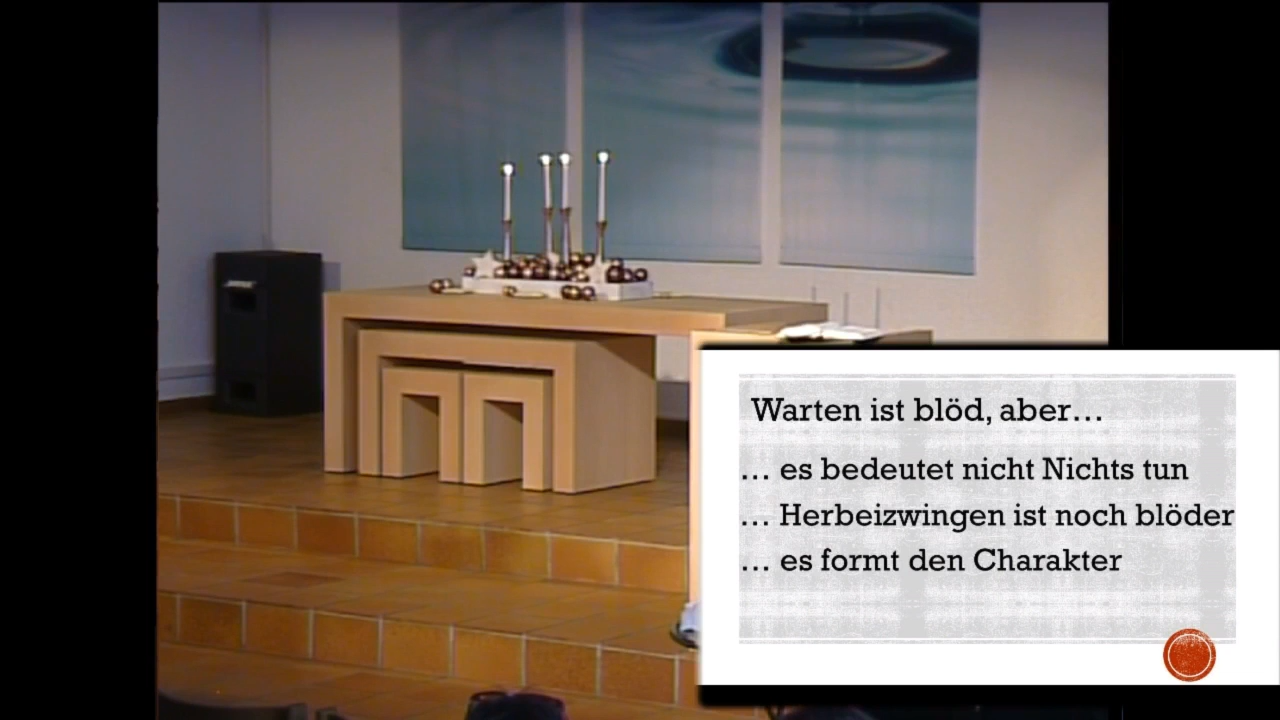 Warten ist blöd, aber…
… es bedeutet nicht Nichts tun
… Herbeizwingen ist noch blöder
… es formt den Charakter